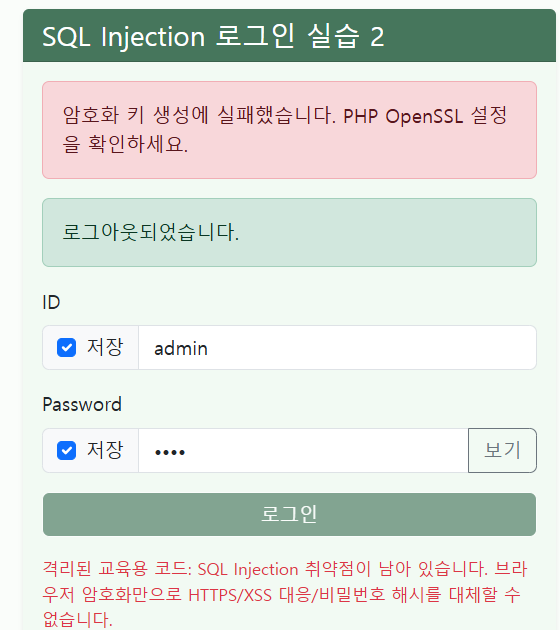 SQL Injection 로그인 실습 2
암호화 키 생성에 실패했습니다. PHP OpenSSL 설정
을 확인하세요.
로그아웃되었습니다.
ID
저장 admin
Password
저장 •••• 보기
로그인
격리된 교육용 코드: SQL Injection 취약점이 남아 있습니다. 브라
우저 암호화만으로 HTTPS/XSS 대응/비밀번호 해시를 대체할 수
없습니다.